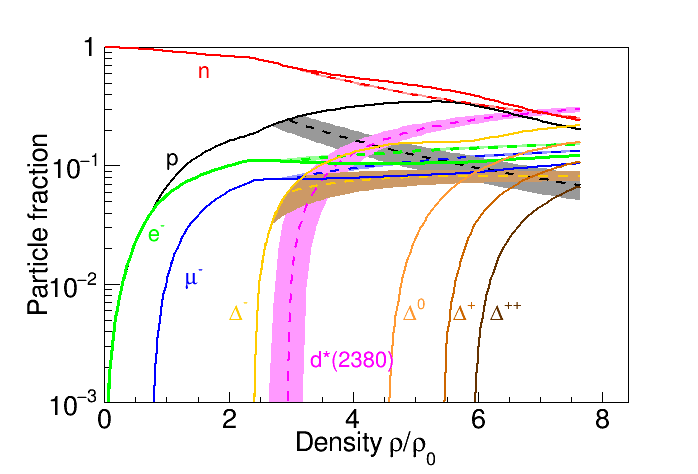 1
n
p
10⁻¹
e⁻
μ⁻
10⁻²
Δ⁻
Δ⁰
Δ⁺
Δ⁺⁺
d*(2380)
10⁻³
0 2 4 6 8
Density ρ/ρ₀
Particle fraction